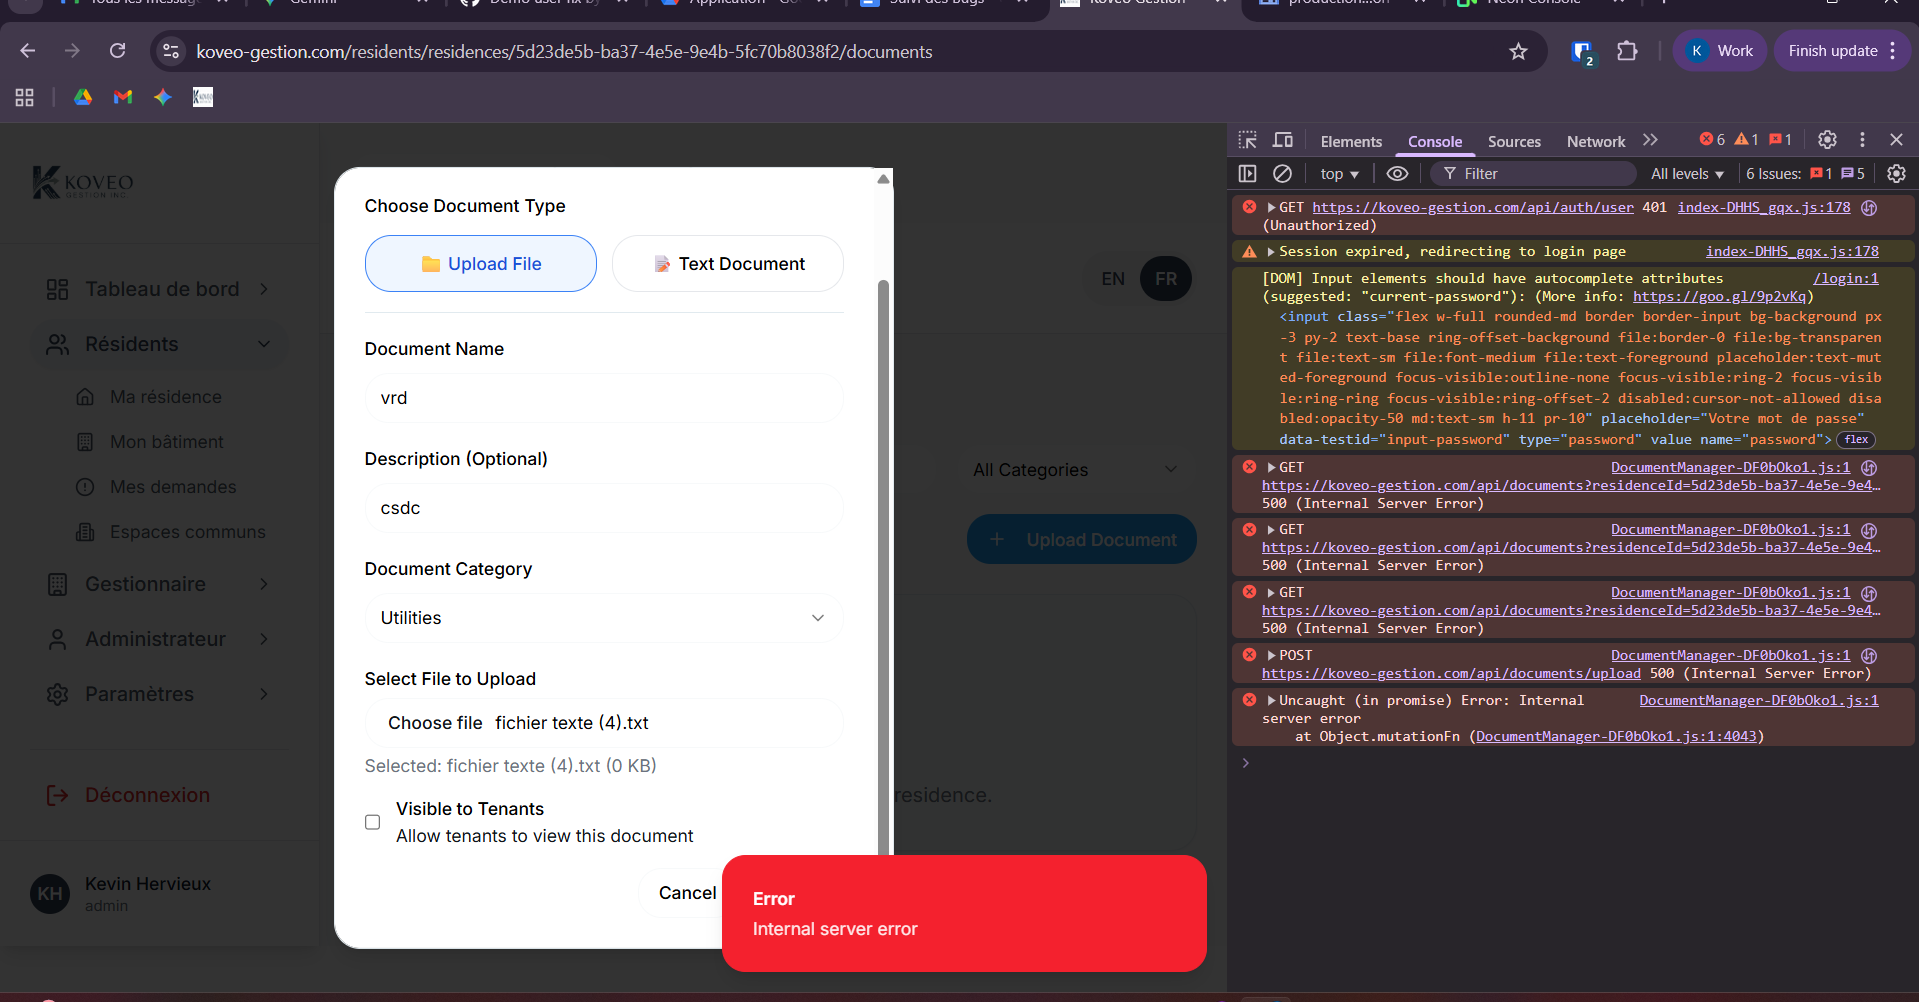 Gemini
Demo user fix by
Koveo Gestion
Neon Console
koveo-gestion.com/residents/residences/5d23de5b-ba37-4e5e-9e4b-5fc70b8038f2/documents
2
K Work
Finish update
KOVEO
GESTION INC.
Tableau de bord
Résidents
Ma résidence
Mon bâtiment
Mes demandes
Espaces communs
Gestionnaire
Administrateur
Paramètres
Déconnexion
KH
Kevin Hervieux
admin
EN FR
All Categories
+ Upload Document
residence.
Choose Document Type
Upload File
Text Document
Document Name
vrd
Description (Optional)
csdc
Document Category
Utilities
Select File to Upload
Choose file fichier texte (4).txt
Selected: fichier texte (4).txt (0 KB)
Visible to Tenants
Allow tenants to view this document
Cancel
Error
Internal server error
Elements Console Sources Network 6 1 1
top Filter All levels 6 Issues: 1 5
GET https://koveo-gestion.com/api/auth/user 401 index-DHHS_gqx.js:178
(Unauthorized)
Session expired, redirecting to login page index-DHHS_gqx.js:178
[DOM] Input elements should have autocomplete attributes /login:1
(suggested: "current-password"): (More info: https://goo.gl/9p2vKq)
<input class="flex w-full rounded-md border border-input bg-background px
-3 py-2 text-base ring-offset-background file:border-0 file:bg-transparen
t file:text-sm file:font-medium file:text-foreground placeholder:text-mut
ed-foreground focus-visible:outline-none focus-visible:ring-2 focus-visib
le:ring-ring focus-visible:ring-offset-2 disabled:cursor-not-allowed disa
bled:opacity-50 md:text-sm h-11 pr-10" placeholder="Votre mot de passe"
data-testid="input-password" type="password" value name="password"> flex
GET DocumentManager-DF0bOko1.js:1
https://koveo-gestion.com/api/documents?residenceId=5d23de5b-ba37-4e5e-9e4…
500 (Internal Server Error)
GET DocumentManager-DF0bOko1.js:1
https://koveo-gestion.com/api/documents?residenceId=5d23de5b-ba37-4e5e-9e4…
500 (Internal Server Error)
GET DocumentManager-DF0bOko1.js:1
https://koveo-gestion.com/api/documents?residenceId=5d23de5b-ba37-4e5e-9e4…
500 (Internal Server Error)
POST DocumentManager-DF0bOko1.js:1
https://koveo-gestion.com/api/documents/upload 500 (Internal Server Error)
Uncaught (in promise) Error: Internal DocumentManager-DF0bOko1.js:1
server error
at Object.mutationFn (DocumentManager-DF0bOko1.js:1:4043)